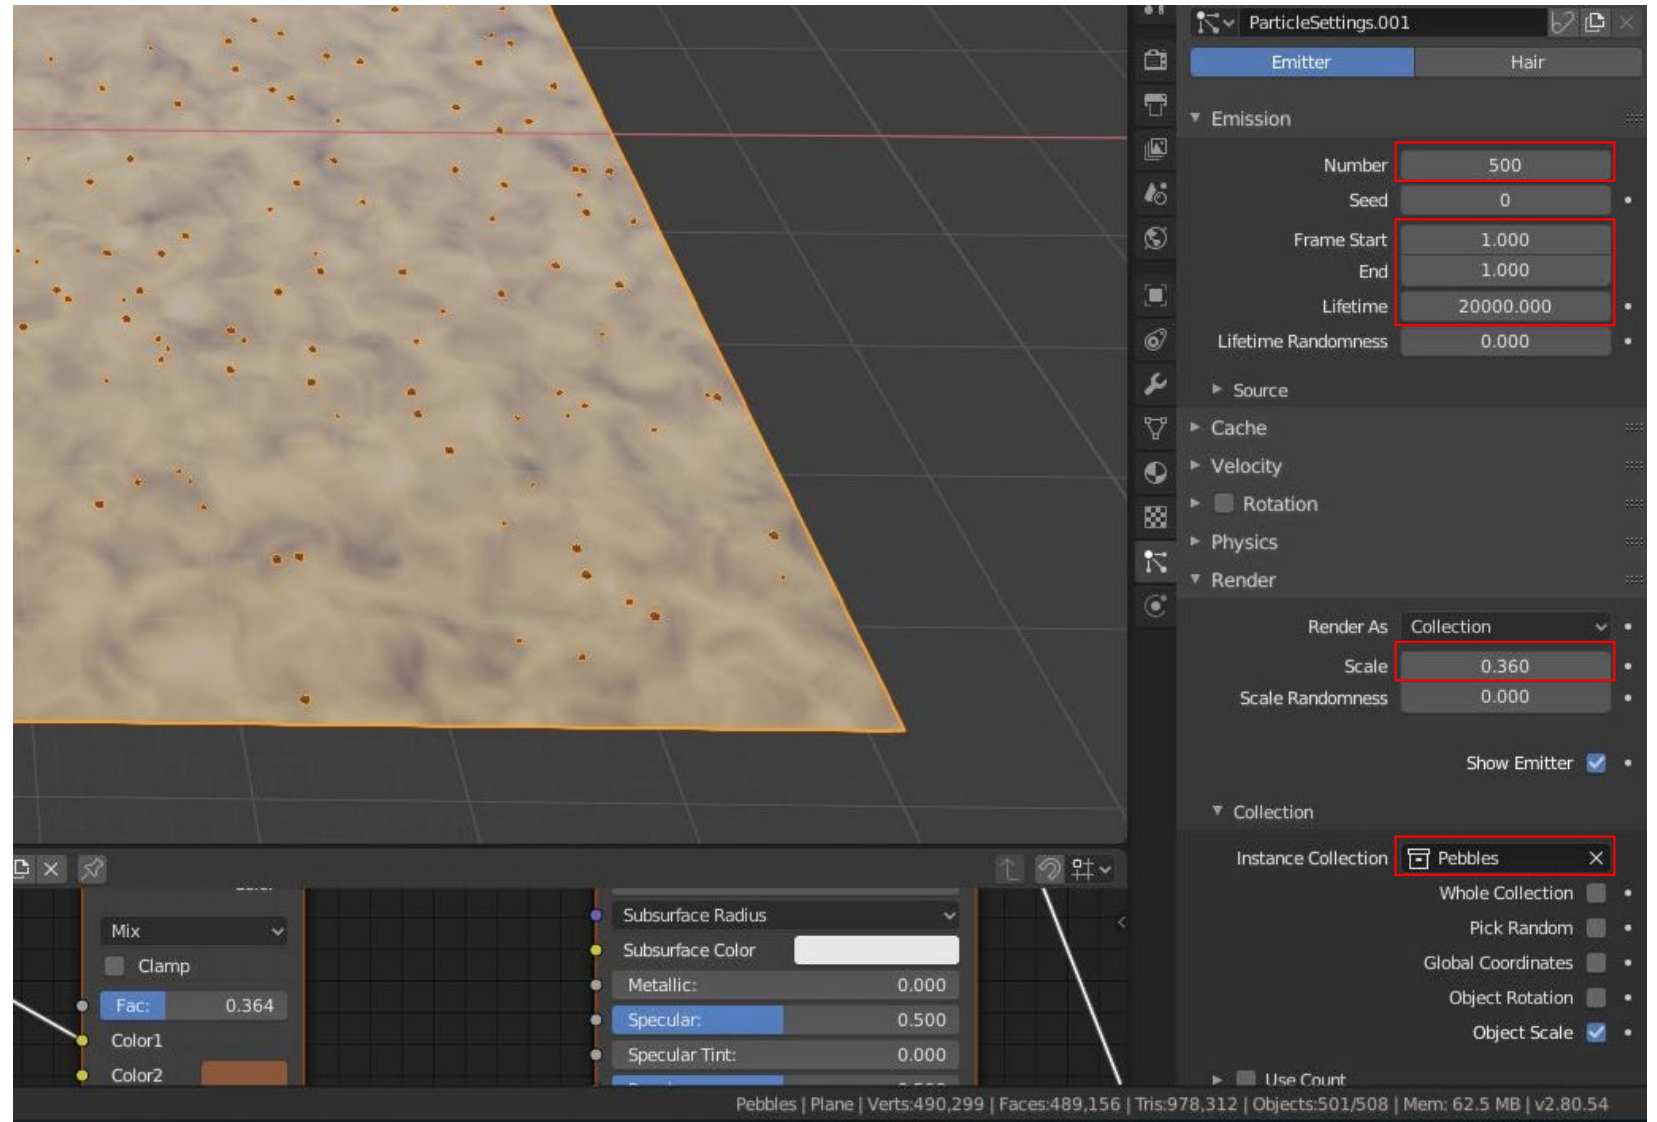 ParticleSettings.001
Emitter Hair
Emission
Number 500
Seed 0
Frame Start 1.000
End 1.000
Lifetime 20000.000
Lifetime Randomness 0.000
Source
Cache
Velocity
Rotation
Physics
Render
Render As Collection
Scale 0.360
Scale Randomness 0.000
Show Emitter
Collection
Instance Collection Pebbles
Whole Collection
Pick Random
Global Coordinates
Object Rotation
Object Scale
Use Count
Mix
Clamp
Fac: 0.364
Color1
Color2
Subsurface Radius
Subsurface Color
Metallic: 0.000
Specular: 0.500
Specular Tint: 0.000
Pebbles | Plane | Verts:490,299 | Faces:489,156 | Tris:978,312 | Objects:501/508 | Mem: 62.5 MB | v2.80.54